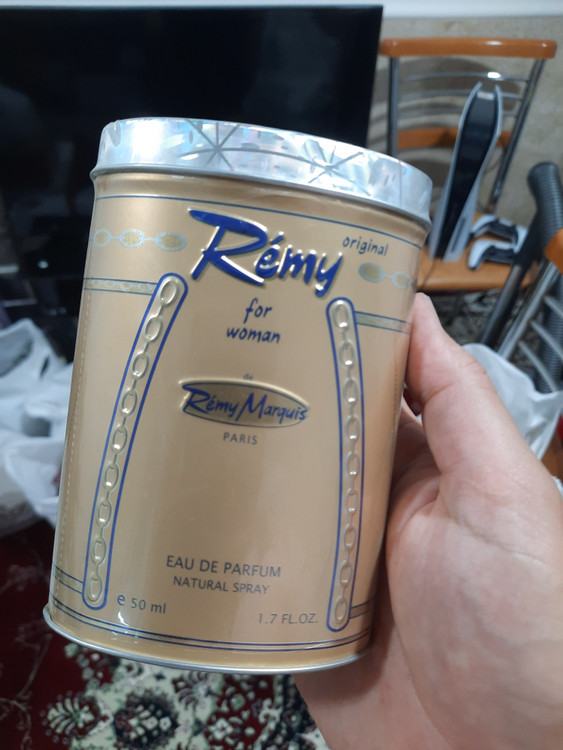 Rémy
original
for
woman
de
Rémy Marquis
PARIS
EAU DE PARFUM
NATURAL SPRAY
e 50 ml
1.7 FL.OZ.